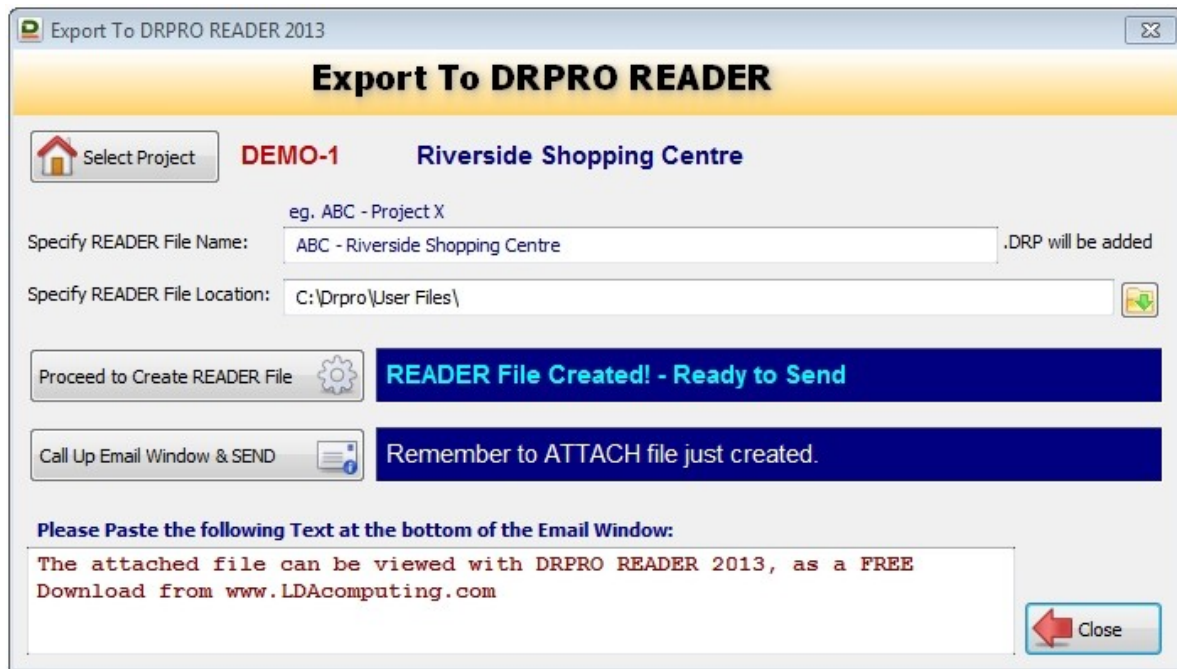 Export To DRPRO READER 2013
Export To DRPRO READER
Select Project DEMO-1 Riverside Shopping Centre
eg. ABC - Project X
Specify READER File Name: ABC - Riverside Shopping Centre .DRP will be added
Specify READER File Location: C:\Drpro\User Files\
Proceed to Create READER File READER File Created! - Ready to Send
Call Up Email Window & SEND Remember to ATTACH file just created.
Please Paste the following Text at the bottom of the Email Window:
The attached file can be viewed with DRPRO READER 2013, as a FREE
Download from www.LDAcomputing.com
Close